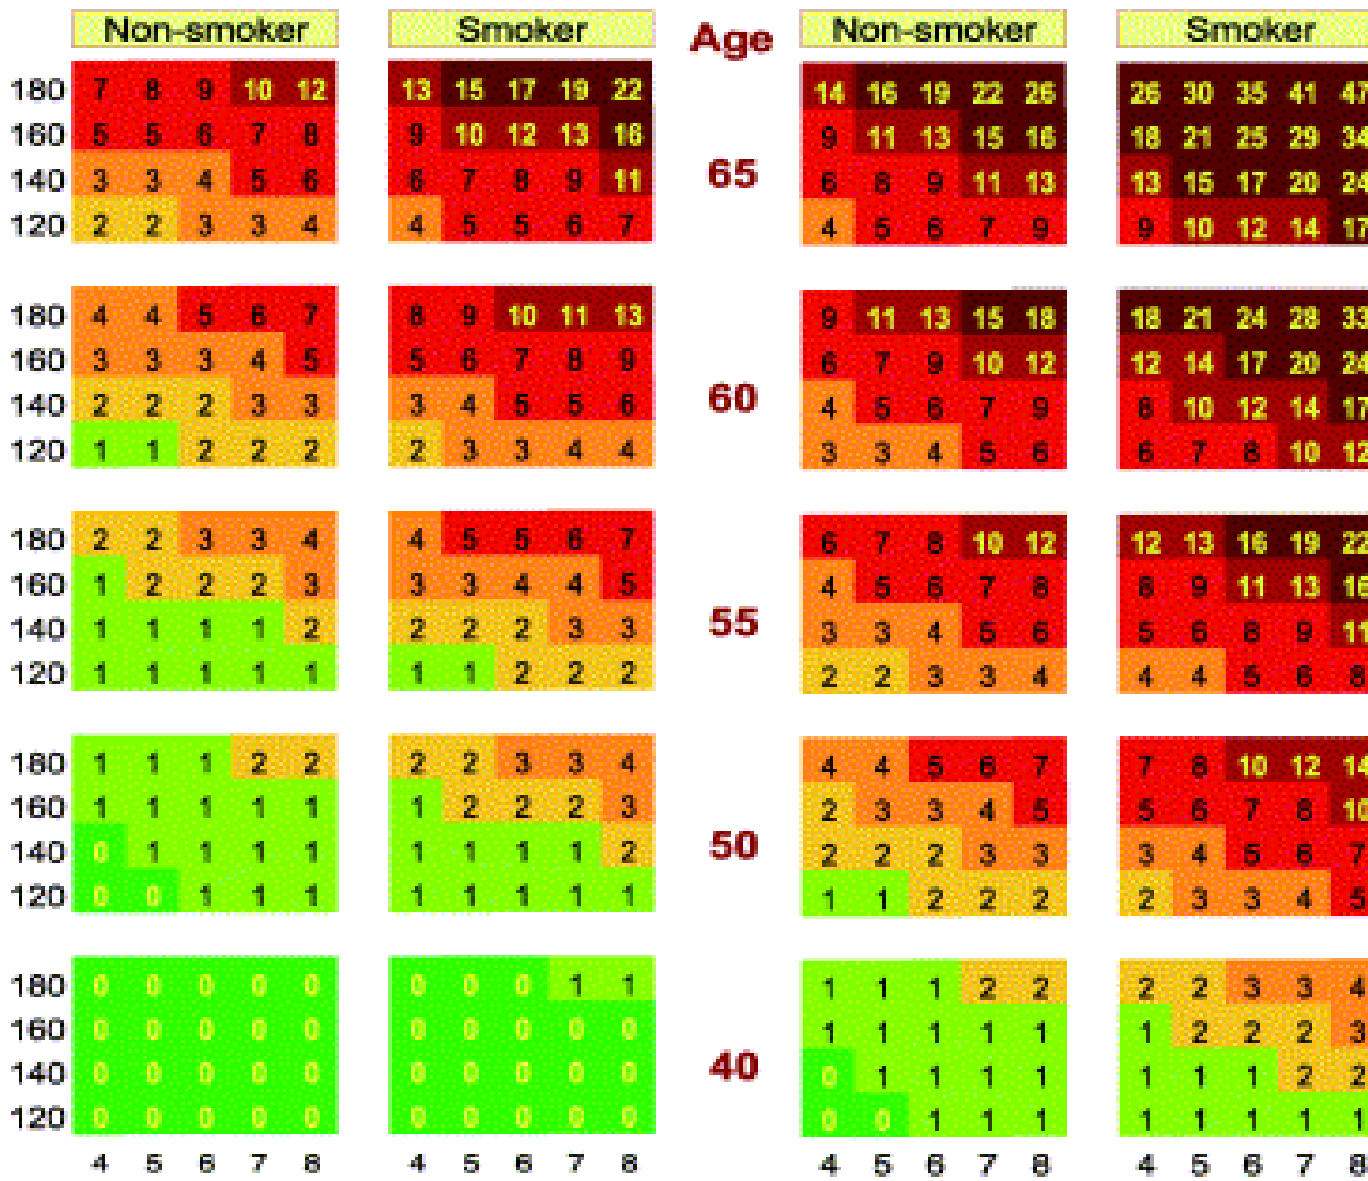 Non-smoker Smoker Age Non-smoker Smoker
180 7 8 9 10 12 13 15 17 19 22 14 16 19 22 26 26 30 35 41 47
160 5 5 6 7 8 9 10 12 13 16 9 11 13 15 16 18 21 25 29 34
65
140 3 3 4 5 6 6 7 8 9 11 6 8 9 11 13 13 15 17 20 24
120 2 2 3 3 4 4 5 5 6 7 4 5 6 7 9 9 10 12 14 17
180 4 4 5 6 7 8 9 10 11 13 9 11 13 15 18 18 21 24 28 33
160 3 3 3 4 5 5 6 7 8 9 6 7 9 10 12 12 14 17 20 24
60
140 2 2 2 3 3 3 4 5 5 6 4 5 6 7 9 8 10 12 14 17
120 1 1 2 2 2 2 3 3 4 4 3 3 4 5 6 6 7 8 10 12
180 2 2 3 3 4 4 5 5 6 7 6 7 8 10 12 12 13 16 19 22
160 1 2 2 2 3 3 3 4 4 5 4 5 6 7 8 8 9 11 13 16
55
140 1 1 1 1 2 2 2 2 3 3 3 3 4 5 6 5 6 8 9 11
120 1 1 1 1 1 1 1 2 2 2 2 2 3 3 4 4 4 5 6 8
180 1 1 1 2 2 2 2 3 3 4 4 4 5 6 7 7 8 10 12 14
160 1 1 1 1 1 1 2 2 2 3 2 3 3 4 5 5 6 7 8 10
50
140 0 1 1 1 1 1 1 1 1 2 2 2 2 3 3 3 4 5 6 7
120 0 0 1 1 1 1 1 1 1 1 1 1 2 2 2 2 3 3 4 5
180 0 0 0 0 0 0 0 0 1 1 1 1 1 2 2 2 2 3 3 4
160 0 0 0 0 0 0 0 0 0 0 1 1 1 1 1 1 2 2 2 3
40
140 0 0 0 0 0 0 0 0 0 0 0 1 1 1 1 1 1 1 2 2
120 0 0 0 0 0 0 0 0 0 0 0 0 1 1 1 1 1 1 1 1
4 5 6 7 8 4 5 6 7 8 4 5 6 7 8 4 5 6 7 8